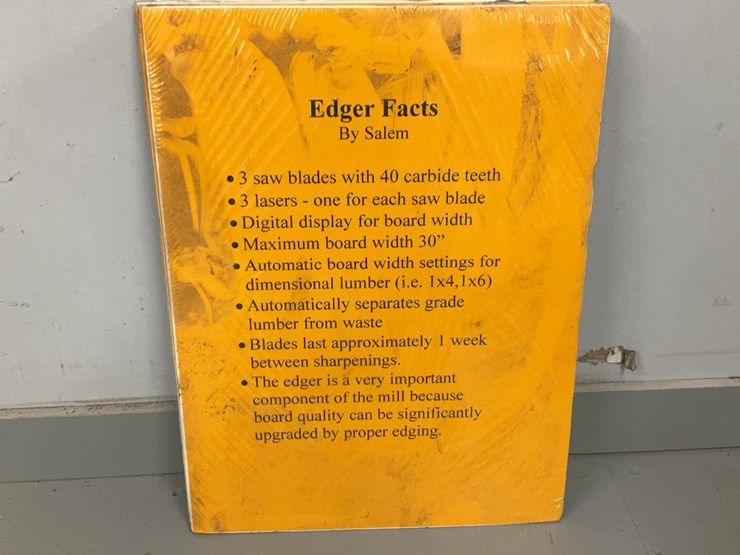 Edger Facts
By Salem
• 3 saw blades with 40 carbide teeth
• 3 lasers - one for each saw blade
• Digital display for board width
• Maximum board width 30”
• Automatic board width settings for
dimensional lumber (i.e. 1x4,1x6)
• Automatically separates grade
lumber from waste
• Blades last approximately 1 week
between sharpenings.
• The edger is a very important
component of the mill because
board quality can be significantly
upgraded by proper edging.